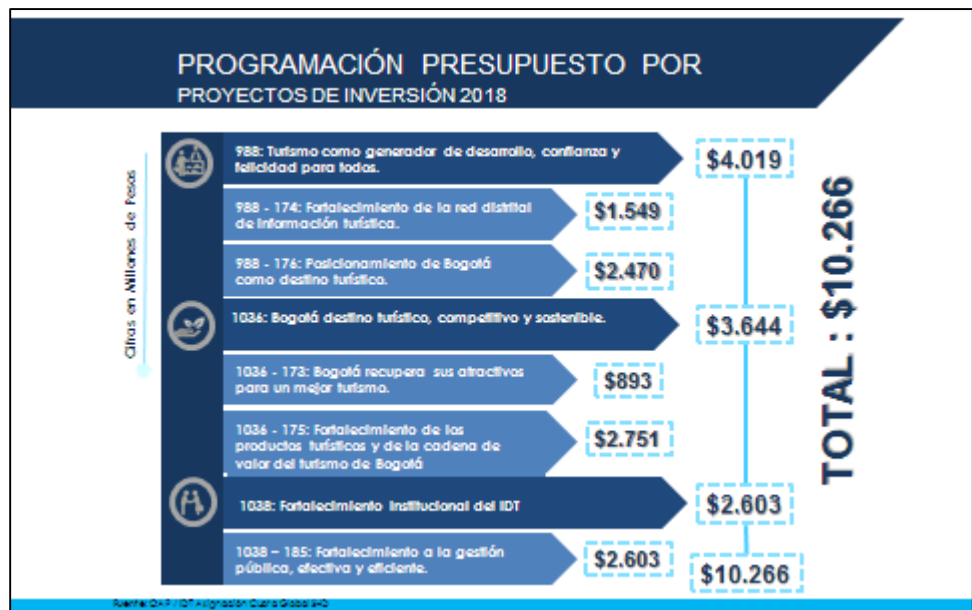 PROGRAMACIÓN PRESUPUESTO POR
PROYECTOS DE INVERSIÓN 2018
Cifras en Millones de Pesos
988: Turismo como generador de desarrollo, confianza y
felicidad para todos.
$4.019
988 - 174: Fortalecimiento de la red distrital
de información turística.
$1.549
988 - 176: Posicionamiento de Bogotá
como destino turístico.
$2.470
1036: Bogotá destino turístico, competitivo y sostenible.
$3.644
1036 - 173: Bogotá recupera sus atractivos
para un mejor turismo.
$893
1036 - 175: Fortalecimiento de los
productos turísticos y de la cadena de
valor del turismo de Bogotá
$2.751
1038: Fortalecimiento Institucional del IDT
$2.603
1038 – 185: Fortalecimiento a la gestión
pública, efectiva y eficiente.
$2.603
$10.266
TOTAL : $10.266
Fuente: IDT Asignación Cuota Global